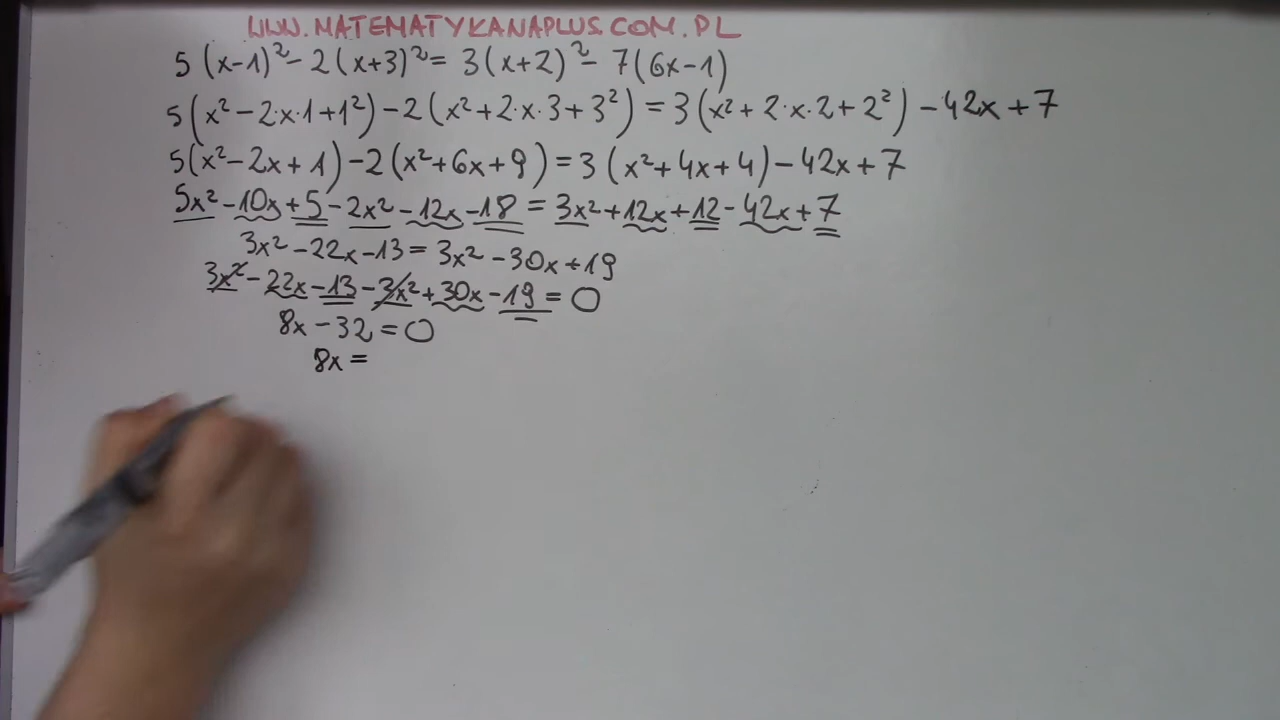 WWW.MATEMATYKANAPLUS.COM.PL
5(x-1)²-2(x+3)²=3(x+2)²-7(6x-1)
5(x²-2·x·1+1²)-2(x²+2·x·3+3²)=3(x²+2·x·2+2²)-42x+7
5(x²-2x+1)-2(x²+6x+9)=3(x²+4x+4)-42x+7
5x²-10x+5-2x²-12x-18=3x²+12x+12-42x+7
3x²-22x-13=3x²-30x+19
3x²-22x-13-3x²+30x-19=0
8x-32=0
8x=